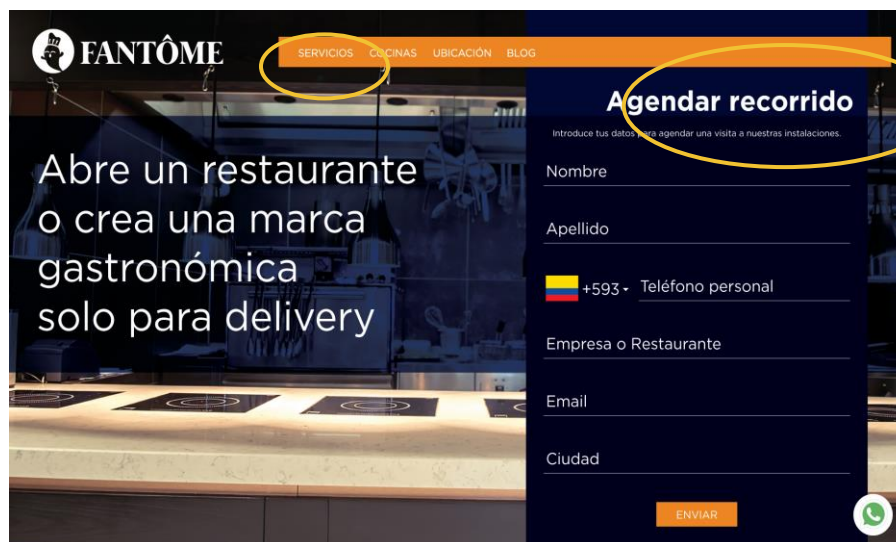 FANTÔME
SERVICIOS COCINAS UBICACIÓN BLOG
Abre un restaurante
o crea una marca
gastronómica
solo para delivery
Agendar recorrido
Introduce tus datos para agendar una visita a nuestras instalaciones.
Nombre
Apellido
+593 Teléfono personal
Empresa o Restaurante
Email
Ciudad
ENVIAR